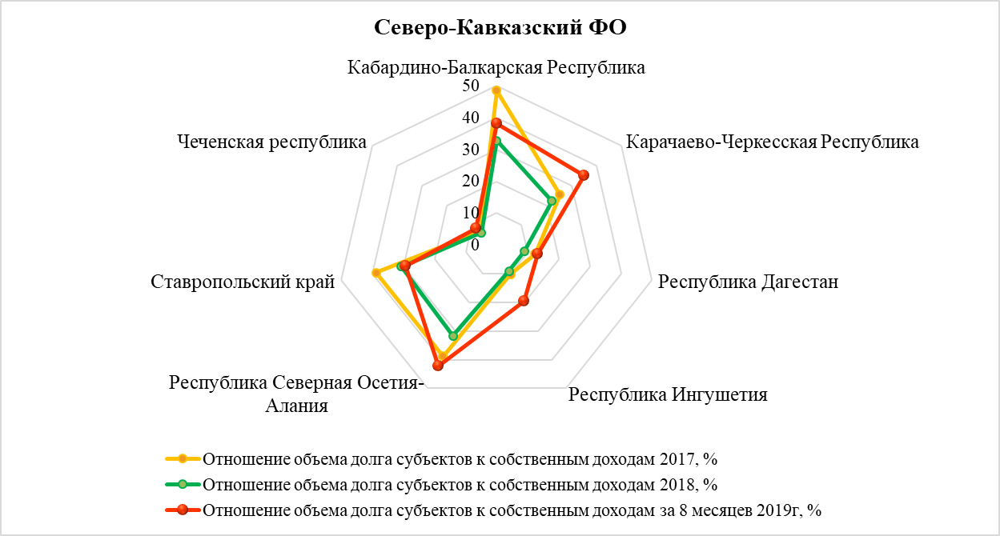 Северо-Кавказский ФО
Кабардино-Балкарская Республика
50
40
30
20
10
0
Чеченская республика
Карачаево-Черкесская Республика
Ставропольский край
Республика Дагестан
Республика Северная Осетия-
Алания
Республика Ингушетия
Отношение объема долга субъектов к собственным доходам 2017, %
Отношение объема долга субъектов к собственным доходам 2018, %
Отношение объема долга субъектов к собственным доходам за 8 месяцев 2019г, %